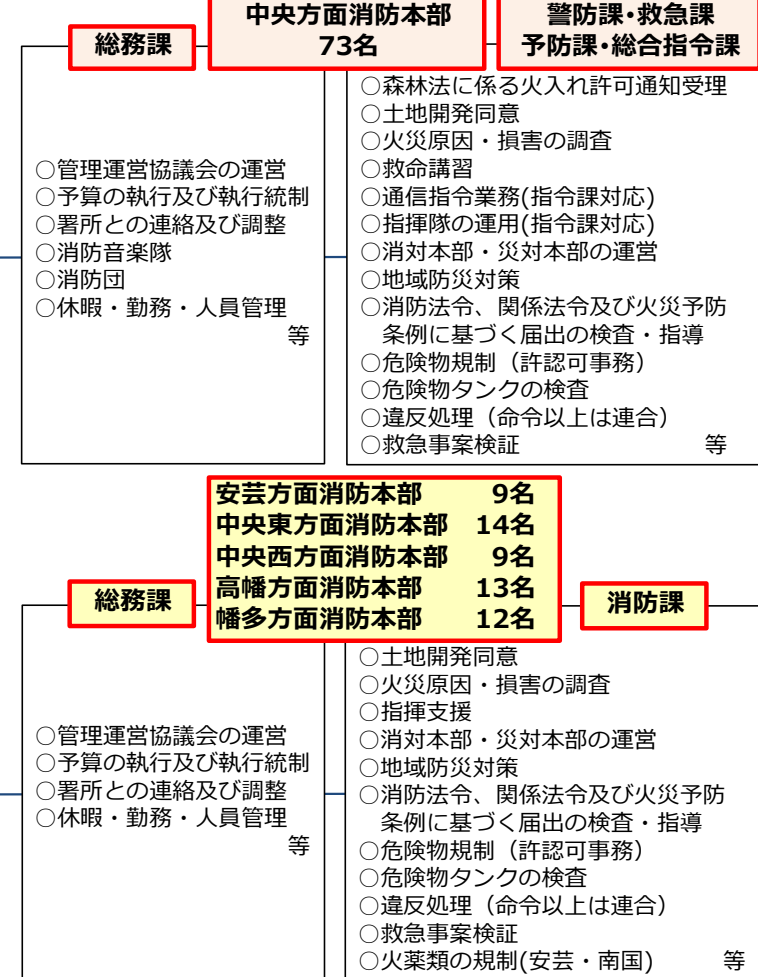 中央方面消防本部
73名
総務課
警防課・救急課
予防課・総合指令課
○管理運営協議会の運営
○予算の執行及び執行統制
○署所との連絡及び調整
○消防音楽隊
○消防団
○休暇・勤務・人員管理
等
○森林法に係る火入れ許可通知受理
○土地開発同意
○火災原因・損害の調査
○救命講習
○通信指令業務(指令課対応)
○指揮隊の運用(指令課対応)
○消対本部・災対本部の運営
○地域防災対策
○消防法令、関係法令及び火災予防
条例に基づく届出の検査・指導
○危険物規制（許認可事務）
○危険物タンクの検査
○違反処理（命令以上は連合）
○救急事案検証 等
安芸方面消防本部 9名
中央東方面消防本部 14名
中央西方面消防本部 9名
高幡方面消防本部 13名
幡多方面消防本部 12名
総務課
消防課
○管理運営協議会の運営
○予算の執行及び執行統制
○署所との連絡及び調整
○休暇・勤務・人員管理
等
○土地開発同意
○火災原因・損害の調査
○指揮支援
○消対本部・災対本部の運営
○地域防災対策
○消防法令、関係法令及び火災予防
条例に基づく届出の検査・指導
○危険物規制（許認可事務）
○危険物タンクの検査
○違反処理（命令以上は連合）
○救急事案検証
○火薬類の規制(安芸・南国) 等